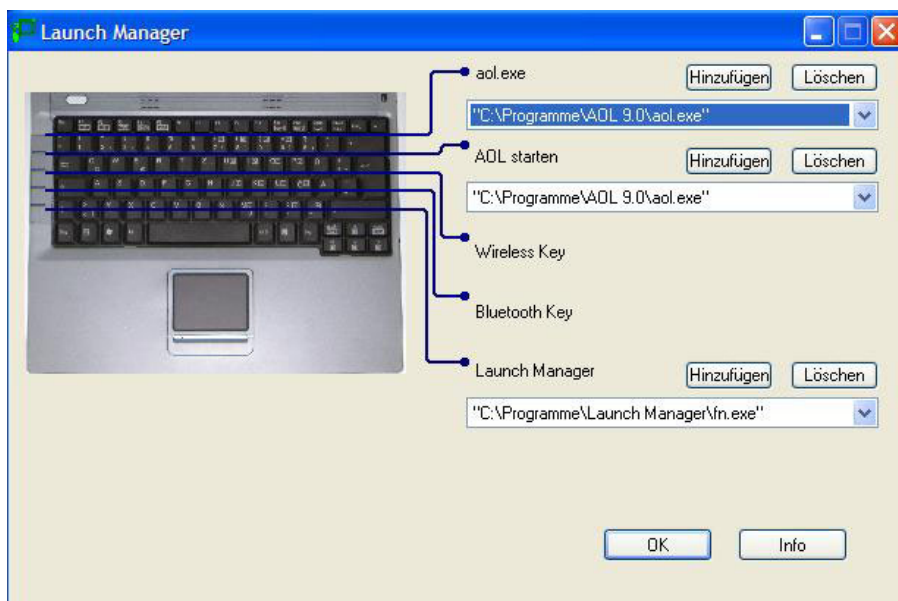 Launch Manager
aol.exe
Hinzufügen
Löschen
"C:\Programme\AOL 9.0\aol.exe"
AOL starten
Hinzufügen
Löschen
"C:\Programme\AOL 9.0\aol.exe"
Wireless Key
Bluetooth Key
Launch Manager
Hinzufügen
Löschen
"C:\Programme\Launch Manager\fn.exe"
OK
Info